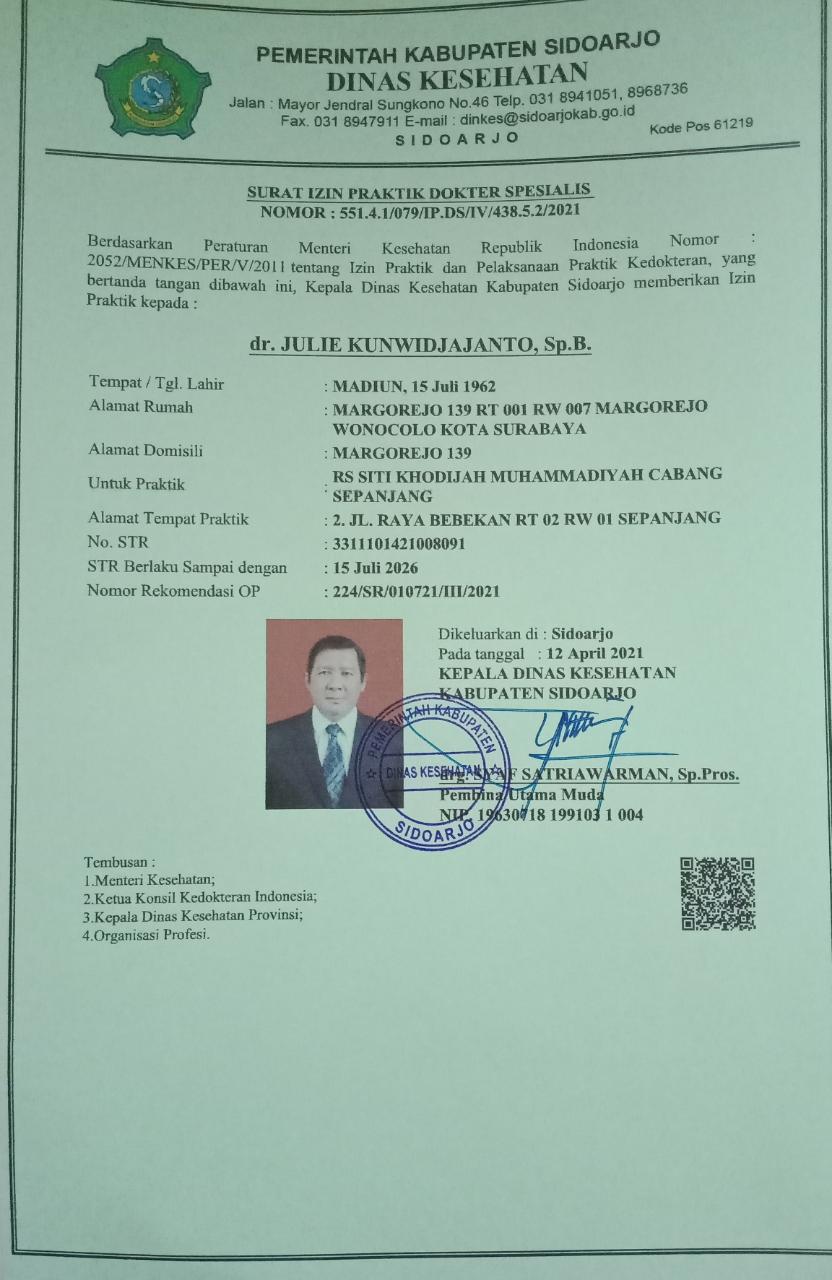 PEMERINTAH KABUPATEN SIDOARJO
DINAS KESEHATAN
Jalan : Mayor Jendral Sungkono No.46 Telp. 031 8941051, 8968736
Fax. 031 8947911 E-mail : dinkes@sidoarjokab.go.id
S I D O A R J O
Kode Pos 61219
SURAT IZIN PRAKTIK DOKTER SPESIALIS
NOMOR : 551.4.1/079/IP.DS/IV/438.5.2/2021
Berdasarkan Peraturan Menteri Kesehatan Republik Indonesia Nomor :
2052/MENKES/PER/V/2011 tentang Izin Praktik dan Pelaksanaan Praktik Kedokteran, yang
bertanda tangan dibawah ini, Kepala Dinas Kesehatan Kabupaten Sidoarjo memberikan Izin
Praktik kepada :
dr. JULIE KUNWIDJAJANTO, Sp.B.
Tempat / Tgl. Lahir : MADIUN, 15 Juli 1962
Alamat Rumah : MARGOREJO 139 RT 001 RW 007 MARGOREJO
WONOCOLO KOTA SURABAYA
Alamat Domisili : MARGOREJO 139
Untuk Praktik : RS SITI KHODIJAH MUHAMMADIYAH CABANG
SEPANJANG
Alamat Tempat Praktik : 2. JL. RAYA BEBEKAN RT 02 RW 01 SEPANJANG
No. STR : 3311101421008091
STR Berlaku Sampai dengan : 15 Juli 2026
Nomor Rekomendasi OP : 224/SR/010721/III/2021
Dikeluarkan di : Sidoarjo
Pada tanggal : 12 April 2021
KEPALA DINAS KESEHATAN
KABUPATEN SIDOARJO
PEMERINTAH KABUPATEN
DINAS KESEHATAN
SIDOARJO
drg. SATRIAWARMAN, Sp.Pros.
Pembina Utama Muda
NIP. 19630718 199103 1 004
Tembusan :
1.Menteri Kesehatan;
2.Ketua Konsil Kedokteran Indonesia;
3.Kepala Dinas Kesehatan Provinsi;
4.Organisasi Profesi.